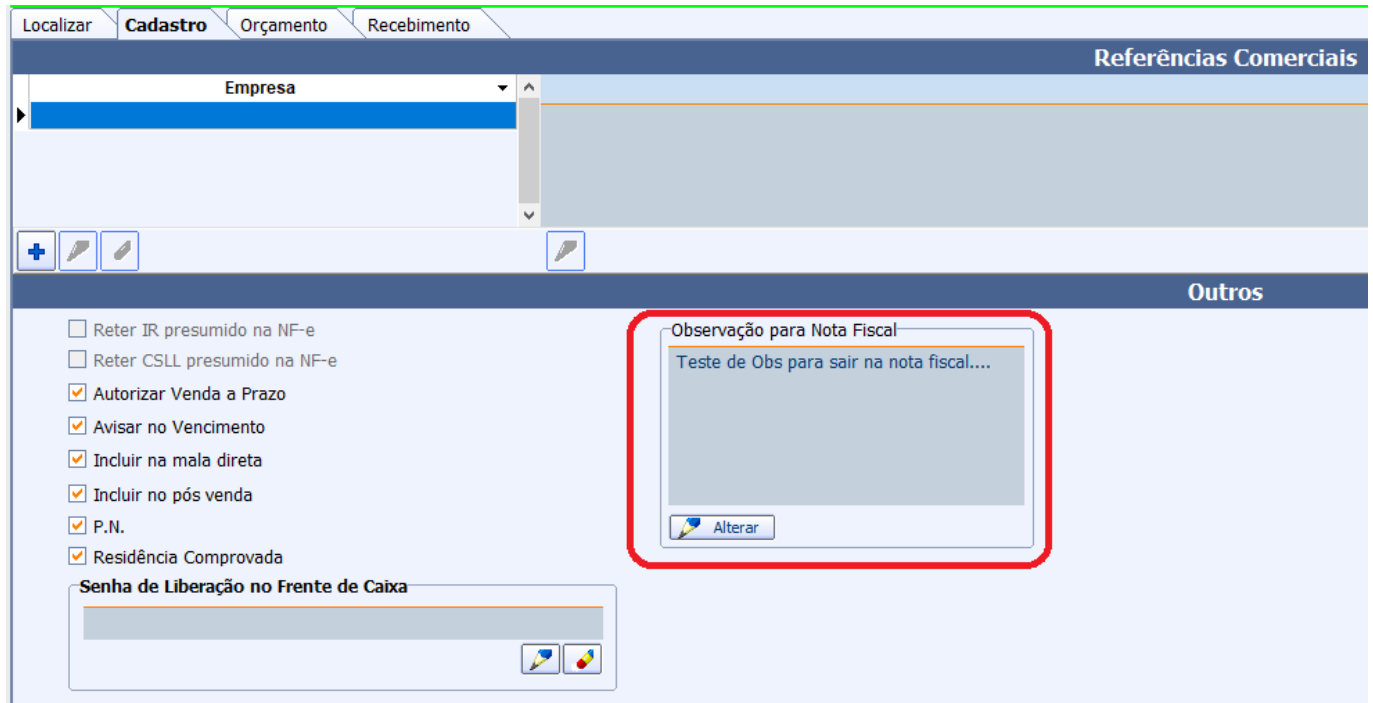 Localizar Cadastro Orçamento Recebimento
Referências Comerciais
Empresa
Outros
Reter IR presumido na NF-e
Reter CSLL presumido na NF-e
Autorizar Venda a Prazo
Avisar no Vencimento
Incluir na mala direta
Incluir no pós venda
P.N.
Residência Comprovada
Senha de Liberação no Frente de Caixa
Observação para Nota Fiscal
Teste de Obs para sair na nota fiscal....
Alterar